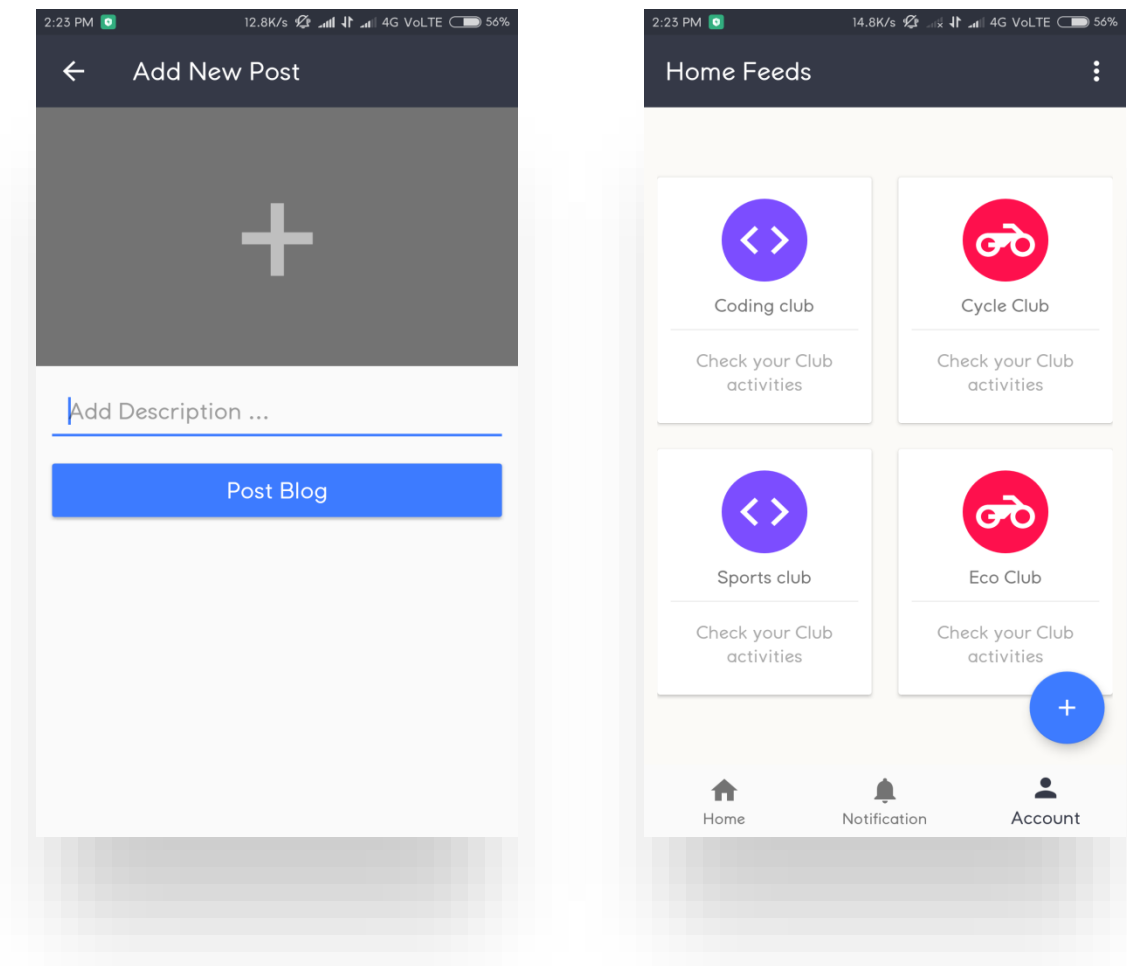 2:23 PM 12.8K/s 4G VoLTE 56%
Add New Post
Add Description ...
Post Blog
2:23 PM 14.8K/s 4G VoLTE 56%
Home Feeds
Coding club
Check your Club
activities
Cycle Club
Check your Club
activities
Sports club
Check your Club
activities
Eco Club
Check your Club
activities
Home Notification Account